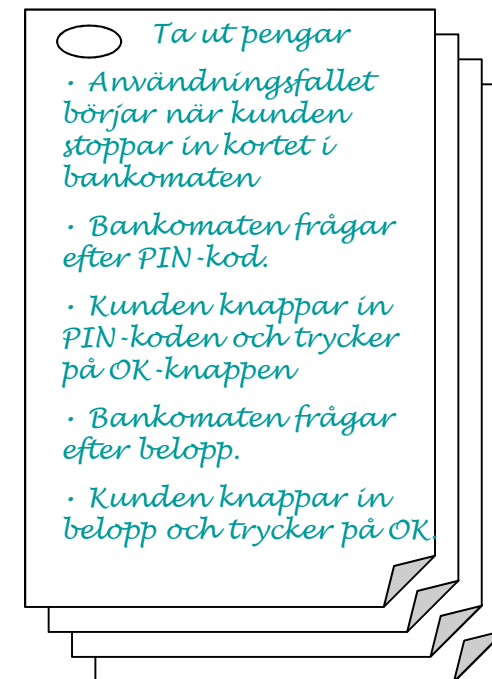 Ta ut pengar
· Användningsfallet
börjar när kunden
stoppar in kortet i
bankomaten
· Bankomaten frågar
efter PIN-kod.
· Kunden knappar in
PIN-koden och trycker
på OK-knappen
· Bankomaten frågar
efter belopp.
· Kunden knappar in
belopp och trycker på OK.